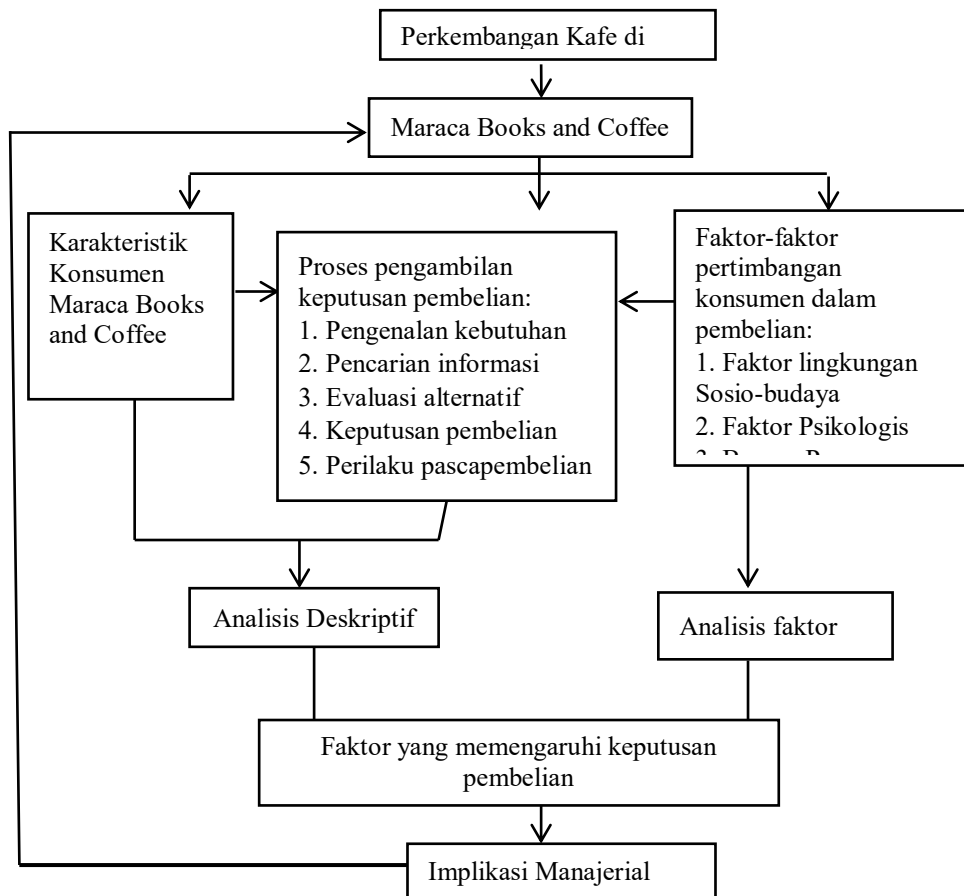 Perkembangan Kafe di
Maraca Books and Coffee
Karakteristik
Konsumen
Maraca Books
and Coffee
Proses pengambilan
keputusan pembelian:
1. Pengenalan kebutuhan
2. Pencarian informasi
3. Evaluasi alternatif
4. Keputusan pembelian
5. Perilaku pascapembelian
Faktor-faktor
pertimbangan
konsumen dalam
pembelian:
1. Faktor lingkungan
Sosio-budaya
2. Faktor Psikologis
Analisis Deskriptif
Analisis faktor
Faktor yang memengaruhi keputusan
pembelian
Implikasi Manajerial